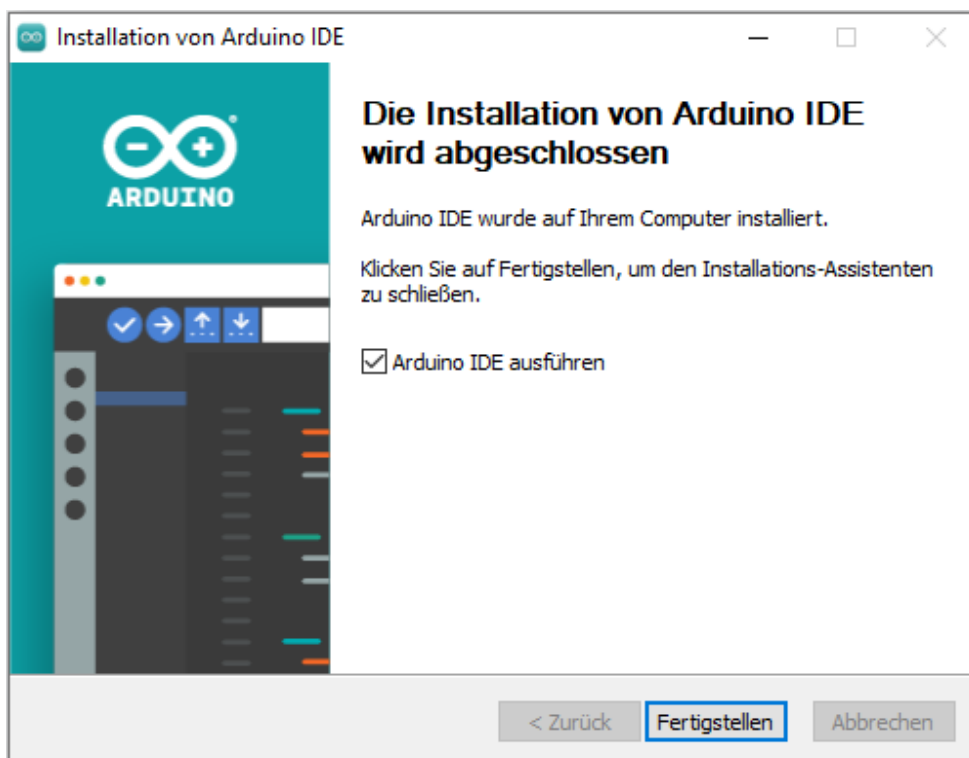 Installation von Arduino IDE
ARDUINO
Die Installation von Arduino IDE
wird abgeschlossen
Arduino IDE wurde auf Ihrem Computer installiert.
Klicken Sie auf Fertigstellen, um den Installations-Assistenten
zu schließen.
Arduino IDE ausführen
< Zurück
Fertigstellen
Abbrechen